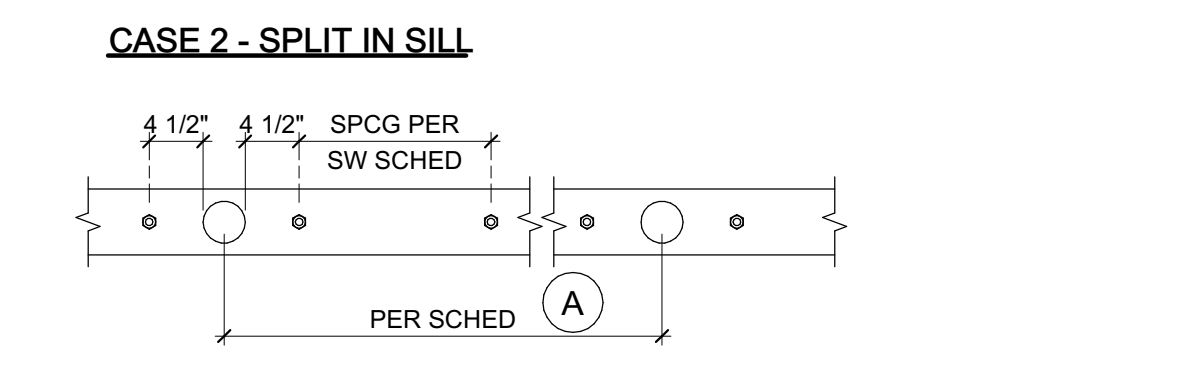 CASE 2 - SPLIT IN SILL
4 1/2" 4 1/2" SPCG PER
SW SCHED
A
PER SCHED